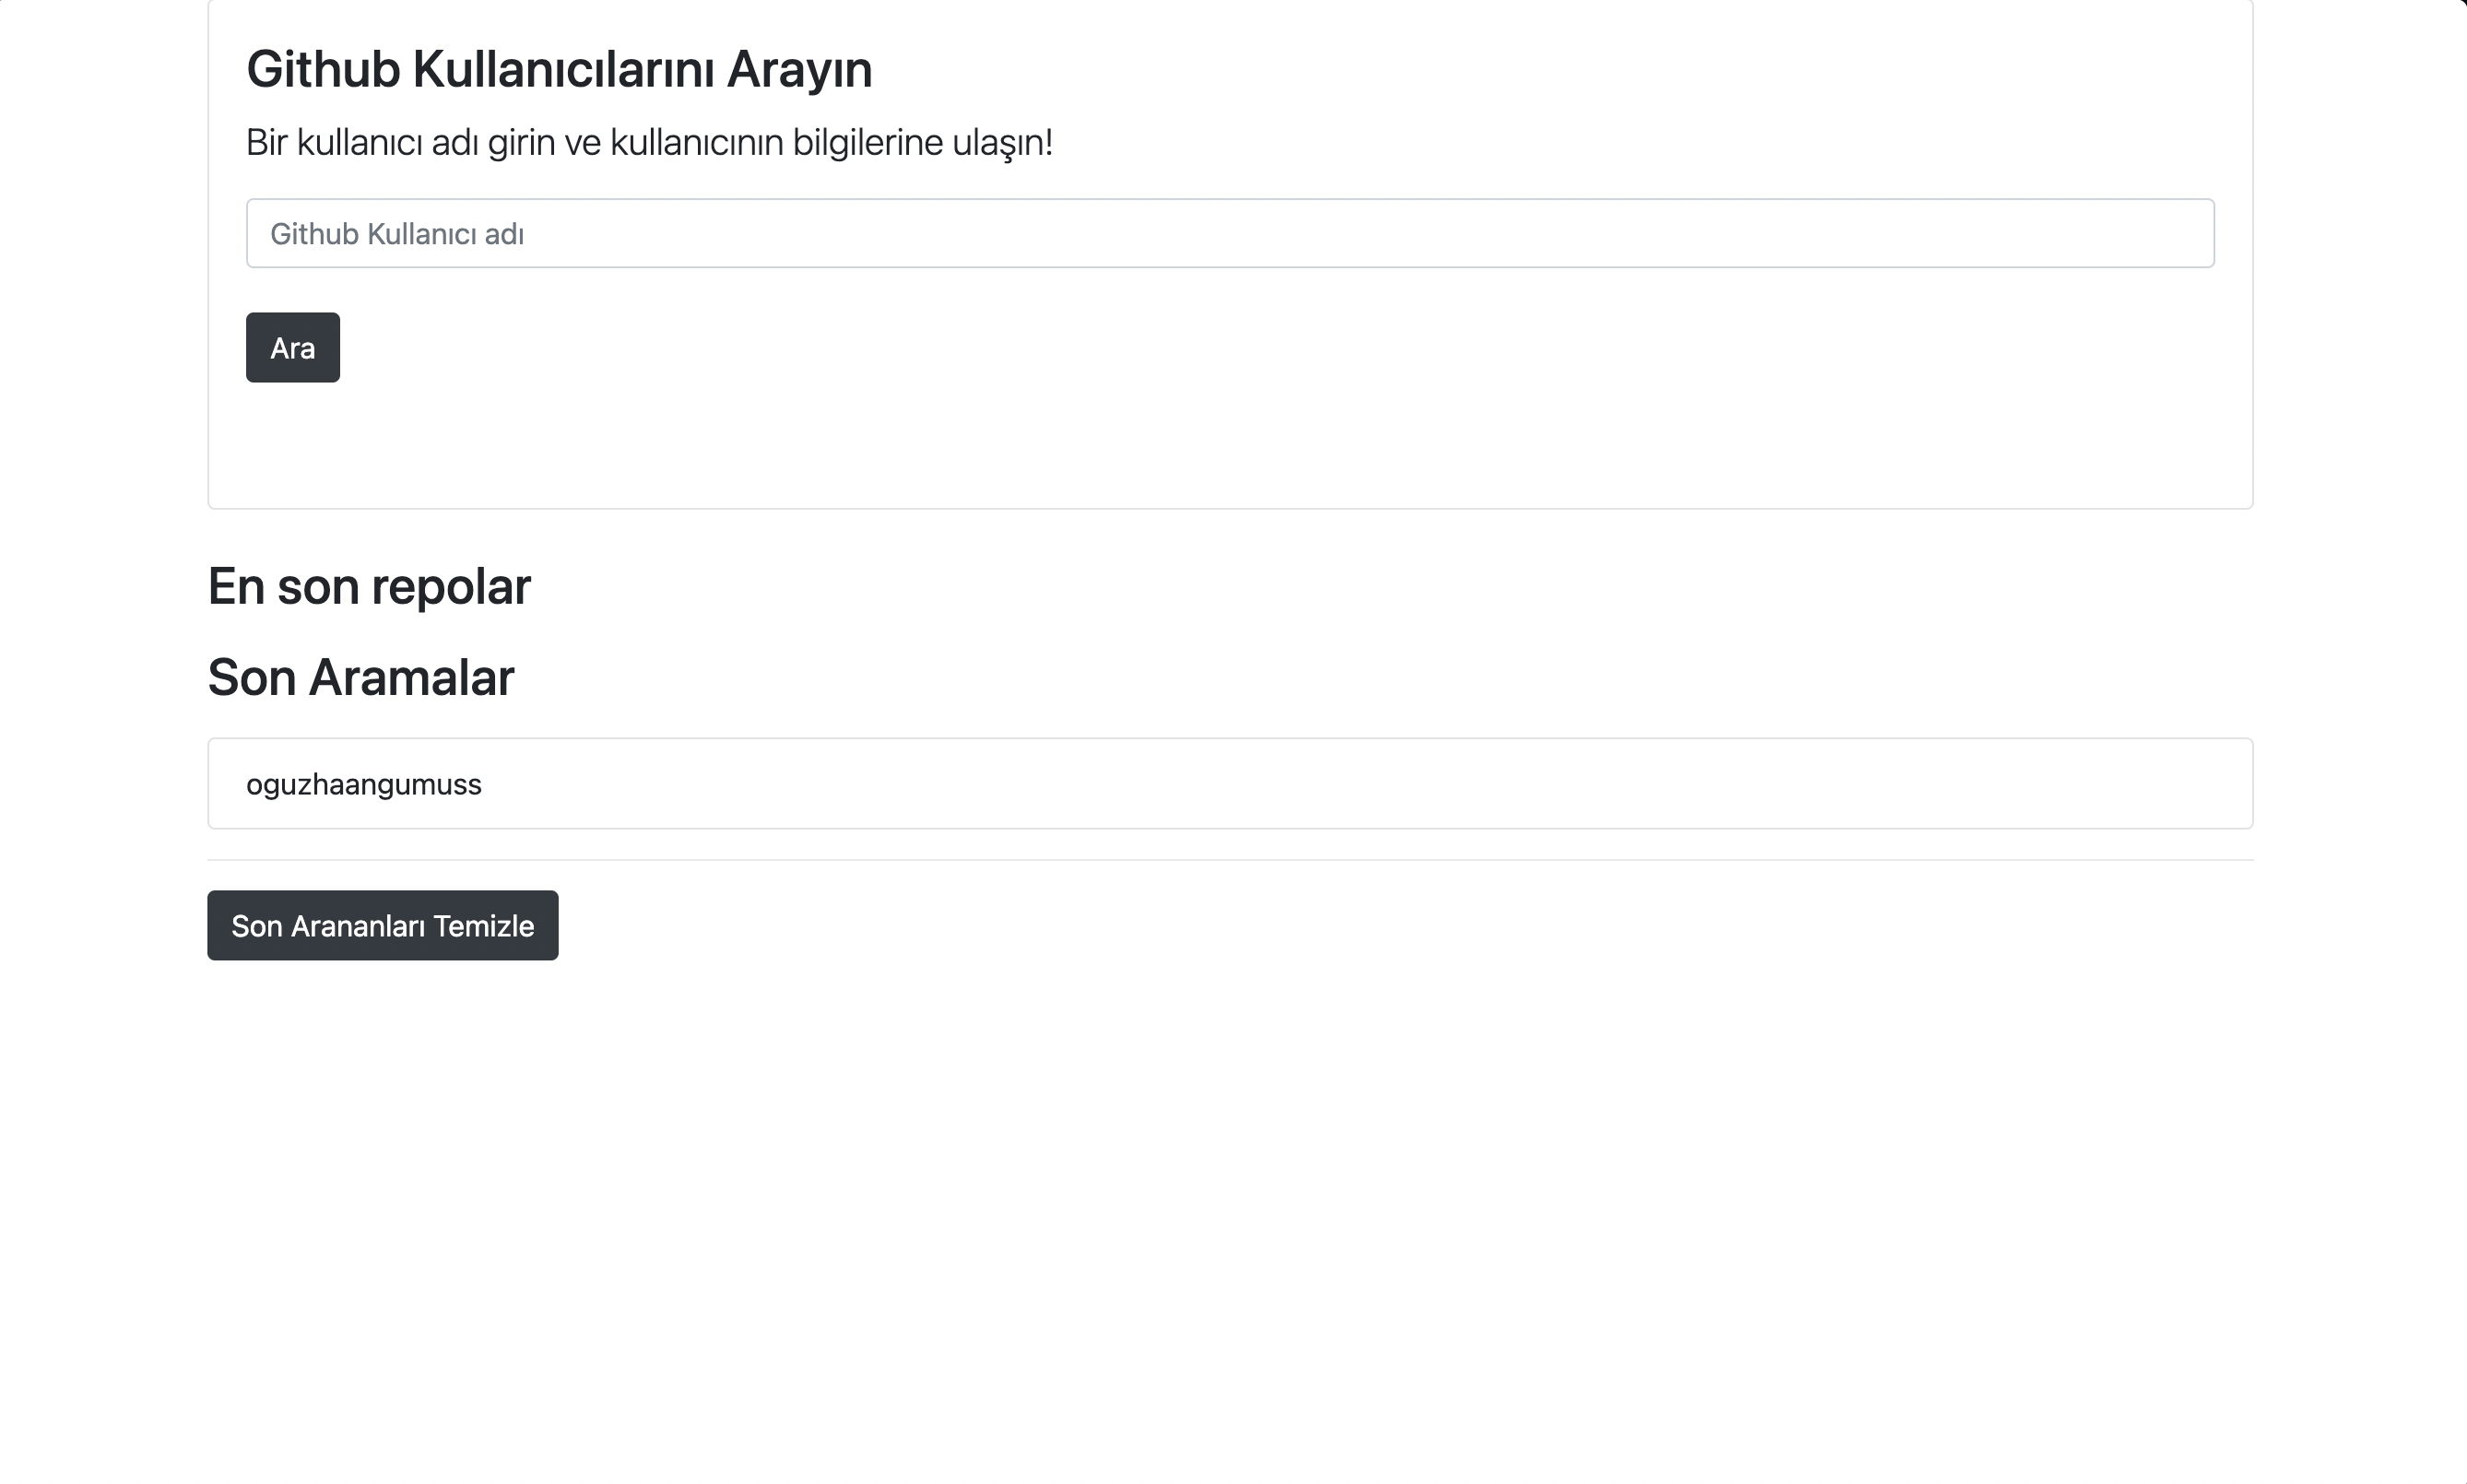 Github Kullanıcılarını Arayın
Bir kullanıcı adı girin ve kullanıcının bilgilerine ulaşın!
Github Kullanıcı adı
Ara
En son repolar
Son Aramalar
oguzhaangumuss
Son Arananları Temizle